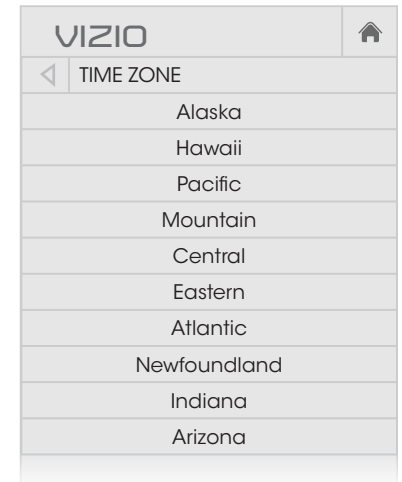 VIZIO
TIME ZONE
Alaska
Hawaii
Pacific
Mountain
Central
Eastern
Atlantic
Newfoundland
Indiana
Arizona